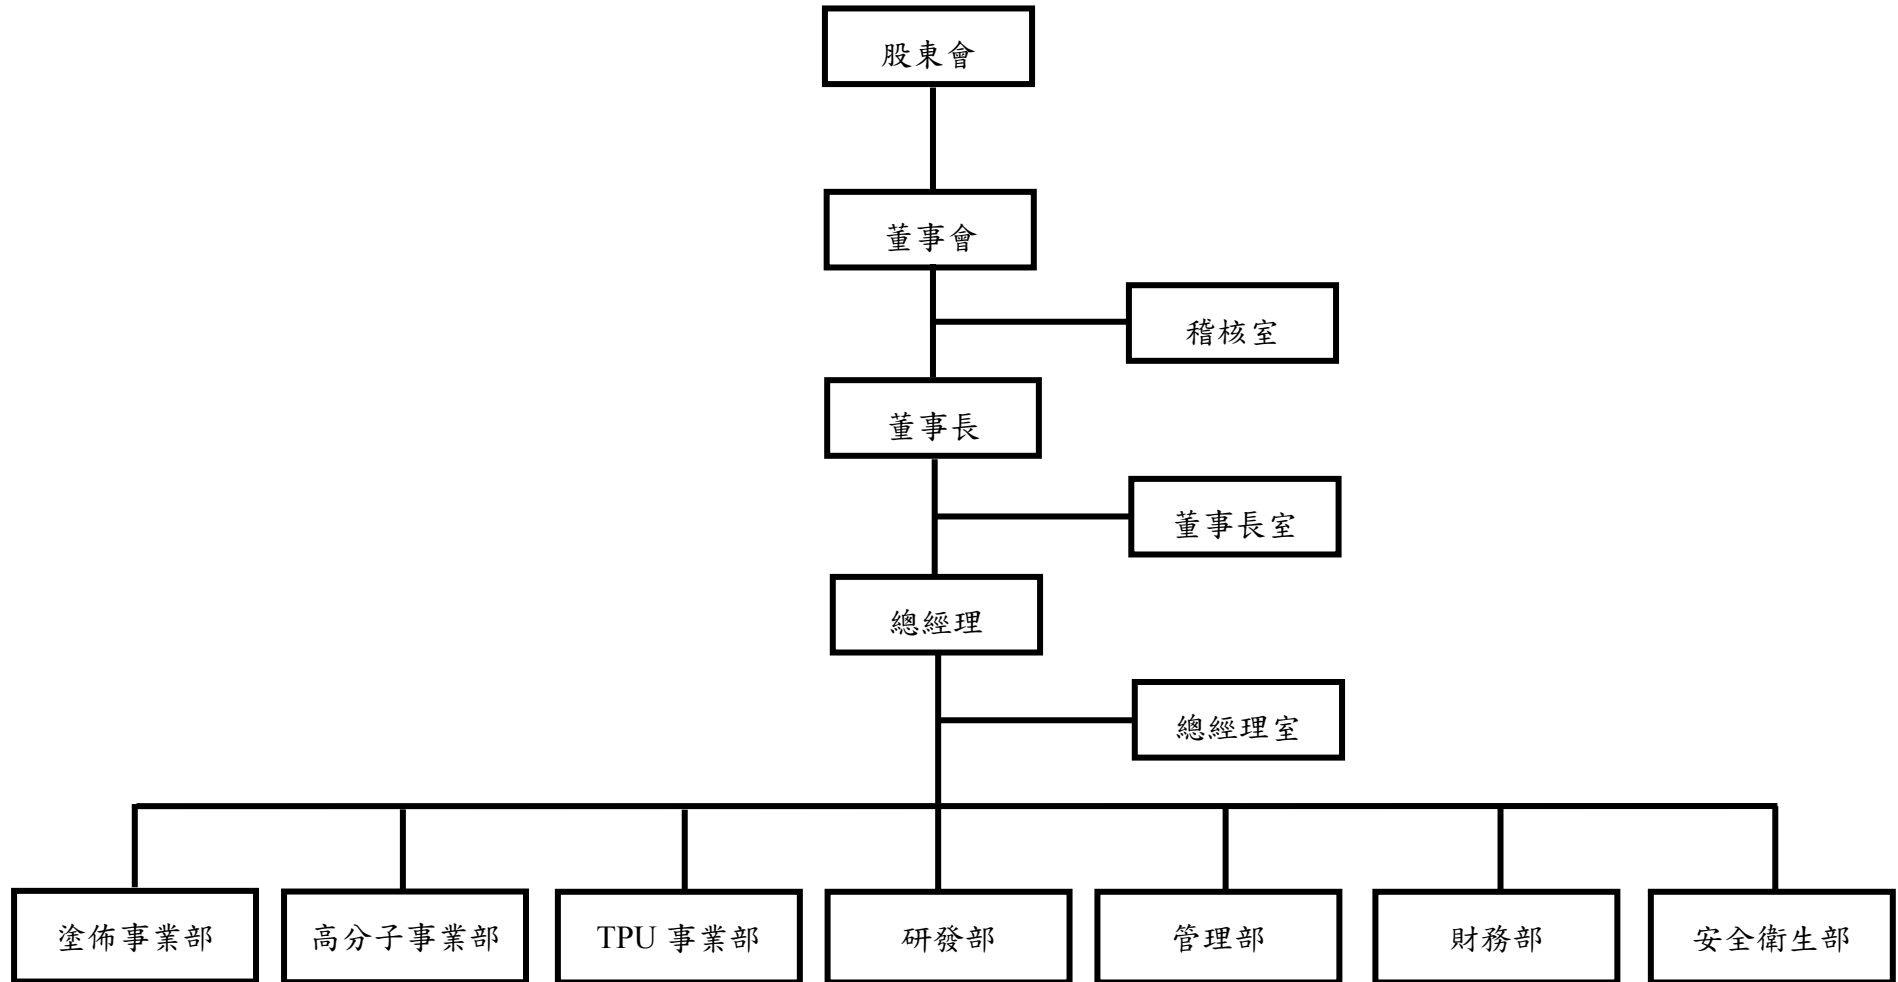 股東會
董事會
稽核室
董事長
董事長室
總經理
總經理室
塗佈事業部
高分子事業部
TPU 事業部
研發部
管理部
財務部
安全衛生部